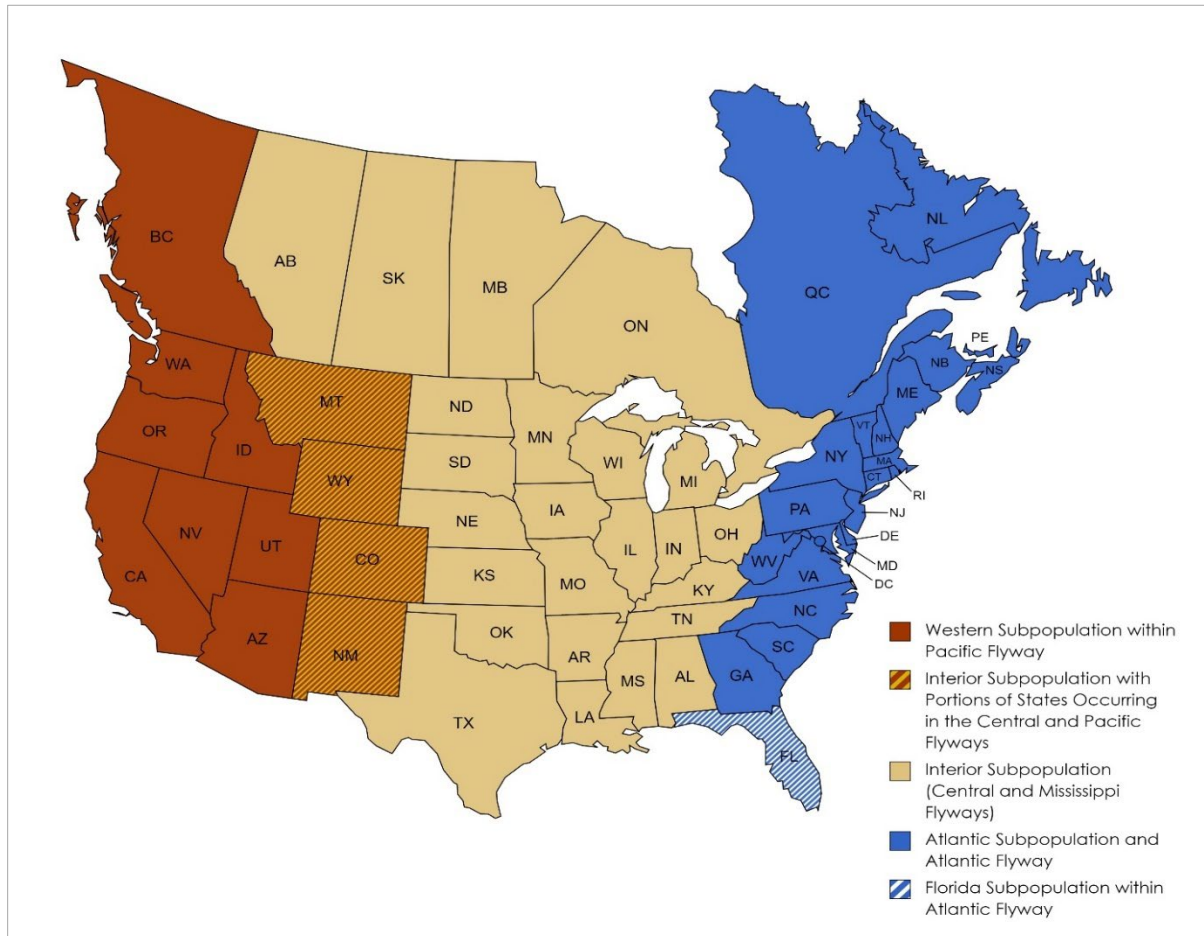 BC
AB
SK
MB
ON
QC
NL
PE
NB
NS
ME
WA
MT
ND
MN
VT
NH
OR
ID
SD
WI
MI
NY
MA
CT
RI
WY
NE
IA
PA
NJ
NV
UT
CO
IL
IN
OH
DE
CA
KS
MO
WV
MD
DC
VA
KY
AZ
NM
OK
TN
NC
AR
SC
MS
AL
GA
TX
LA
FL
Western Subpopulation within
Pacific Flyway
Interior Subpopulation with
Portions of States Occurring
in the Central and Pacific
Flyways
Interior Subpopulation
(Central and Mississippi
Flyways)
Atlantic Subpopulation and
Atlantic Flyway
Florida Subpopulation within
Atlantic Flyway